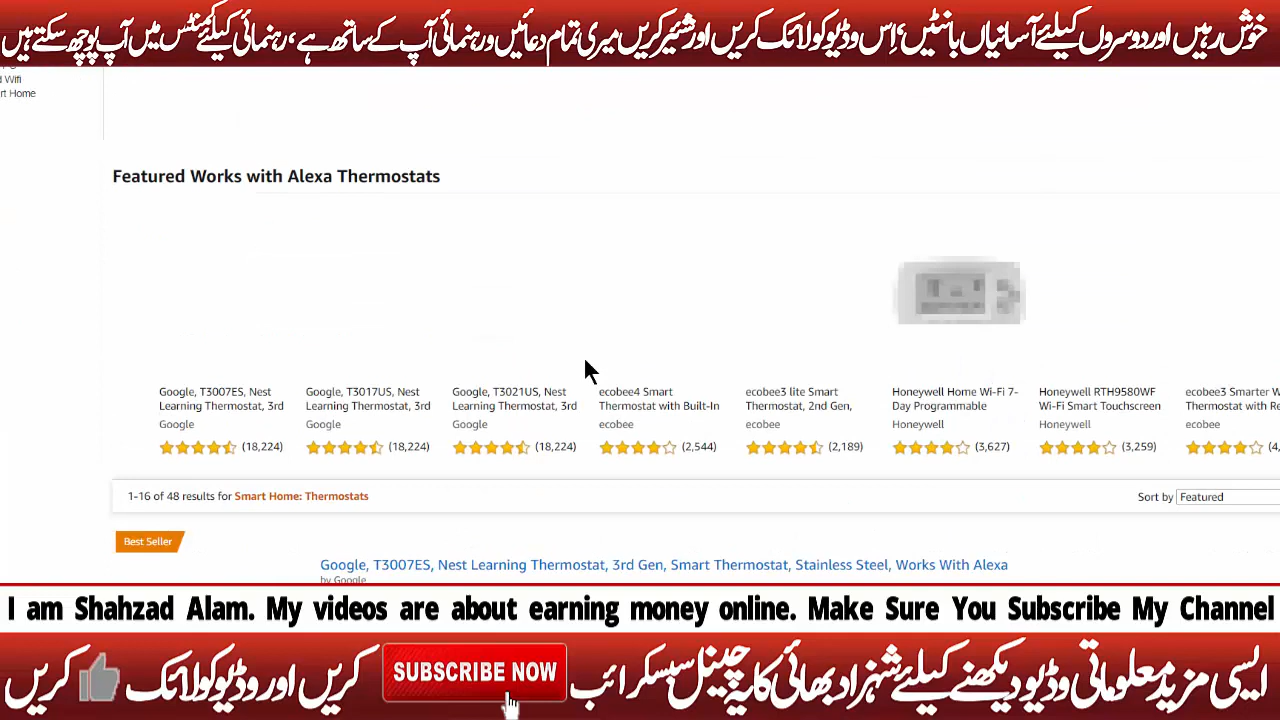 خوش رہیں اور دوسروں کیلئے آسانیاں بانٹیں، اِس وڈیو کو لائک کریں اور شئیر کریں میری تمام دعائیں و رہنمائی آپ کے ساتھ ہے، رہنمائی کیلئے کمنٹس میں آپ پوچھ سکتے ہیں
d Wifi
rt Home
Featured Works with Alexa Thermostats
Google, T3007ES, Nest Learning Thermostat, 3rd
Google
(18,224)
Google, T3017US, Nest Learning Thermostat, 3rd
Google
(18,224)
Google, T3021US, Nest Learning Thermostat, 3rd
Google
(18,224)
ecobee4 Smart Thermostat with Built-In
ecobee
(2,544)
ecobee3 lite Smart Thermostat, 2nd Gen,
ecobee
(2,189)
Honeywell Home Wi-Fi 7-Day Programmable
Honeywell
(3,627)
Honeywell RTH9580WF Wi-Fi Smart Touchscreen
Honeywell
(3,259)
ecobee3 Smarter W
Thermostat with Re
ecobee
(4,
1-16 of 48 results for Smart Home: Thermostats
Sort by Featured
Best Seller
Google, T3007ES, Nest Learning Thermostat, 3rd Gen, Smart Thermostat, Stainless Steel, Works With Alexa
by Google
I am Shahzad Alam. My videos are about earning money online. Make Sure You Subscribe My Channel
ایسی مزید معلوماتی وڈیو دیکھنے کیلئے شہزاد بھائی کا یہ چینل سبسکرائب SUBSCRIBE NOW کریں اور وڈیو کو لائک کریں